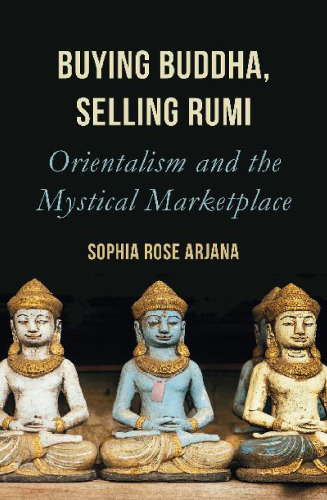 BUYING BUDDHA,
SELLING RUMI
Orientalism and the
Mystical Marketplace
SOPHIA ROSE ARJANA